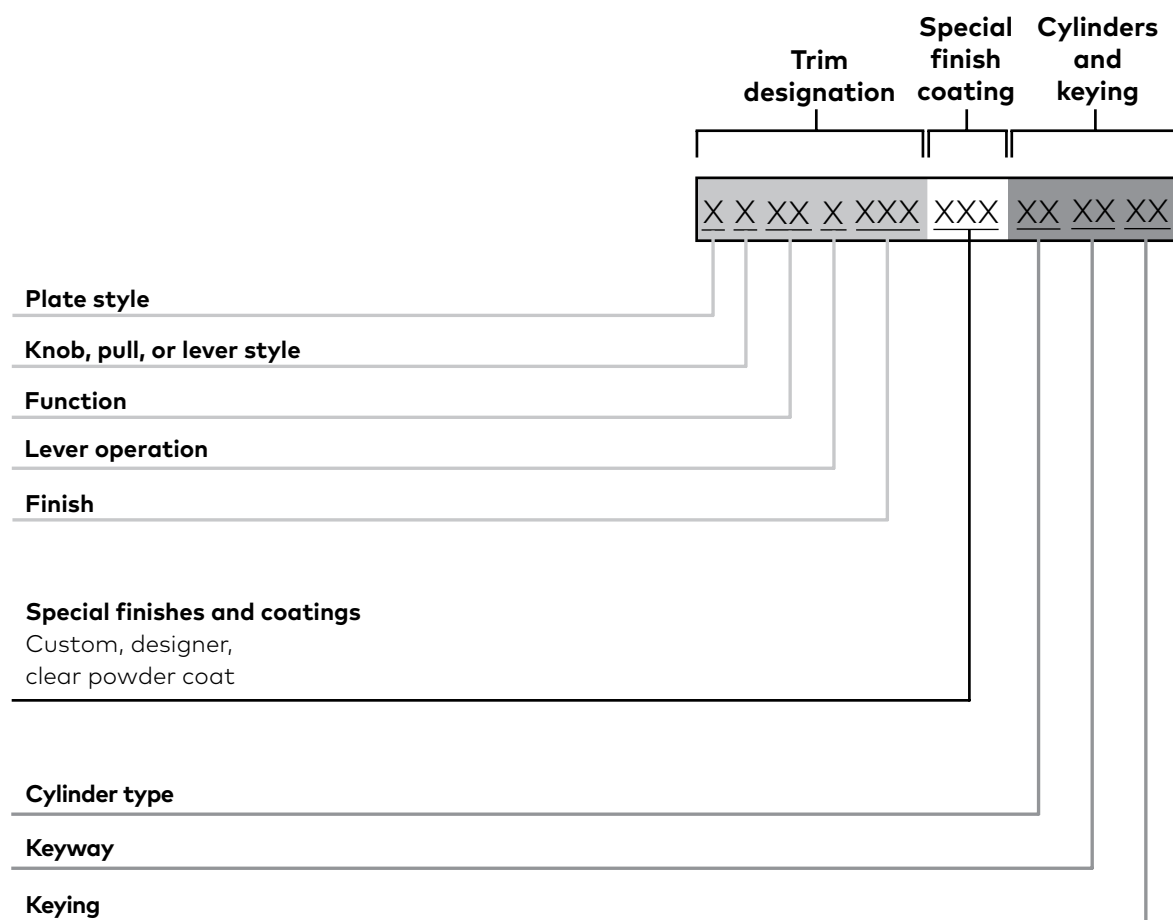 Special
finish
coating
Cylinders
and
keying
Trim
designation
X X XX X XXX XXX XX XX XX
Plate style
Knob, pull, or lever style
Function
Lever operation
Finish
Special finishes and coatings
Custom, designer,
clear powder coat
Cylinder type
Keyway
Keying